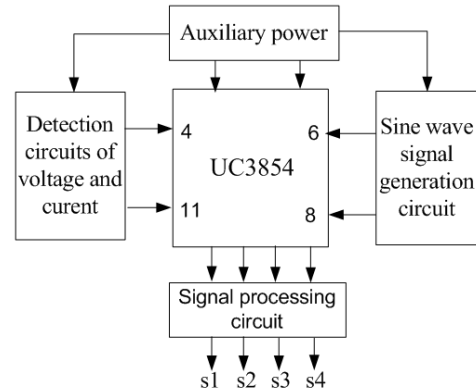 Auxiliary power
Detection
circuits of
voltage and
curent
4
11
UC3854
6
8
Sine wave
signal
generation
circuit
Signal processing
circuit
s1 s2 s3 s4